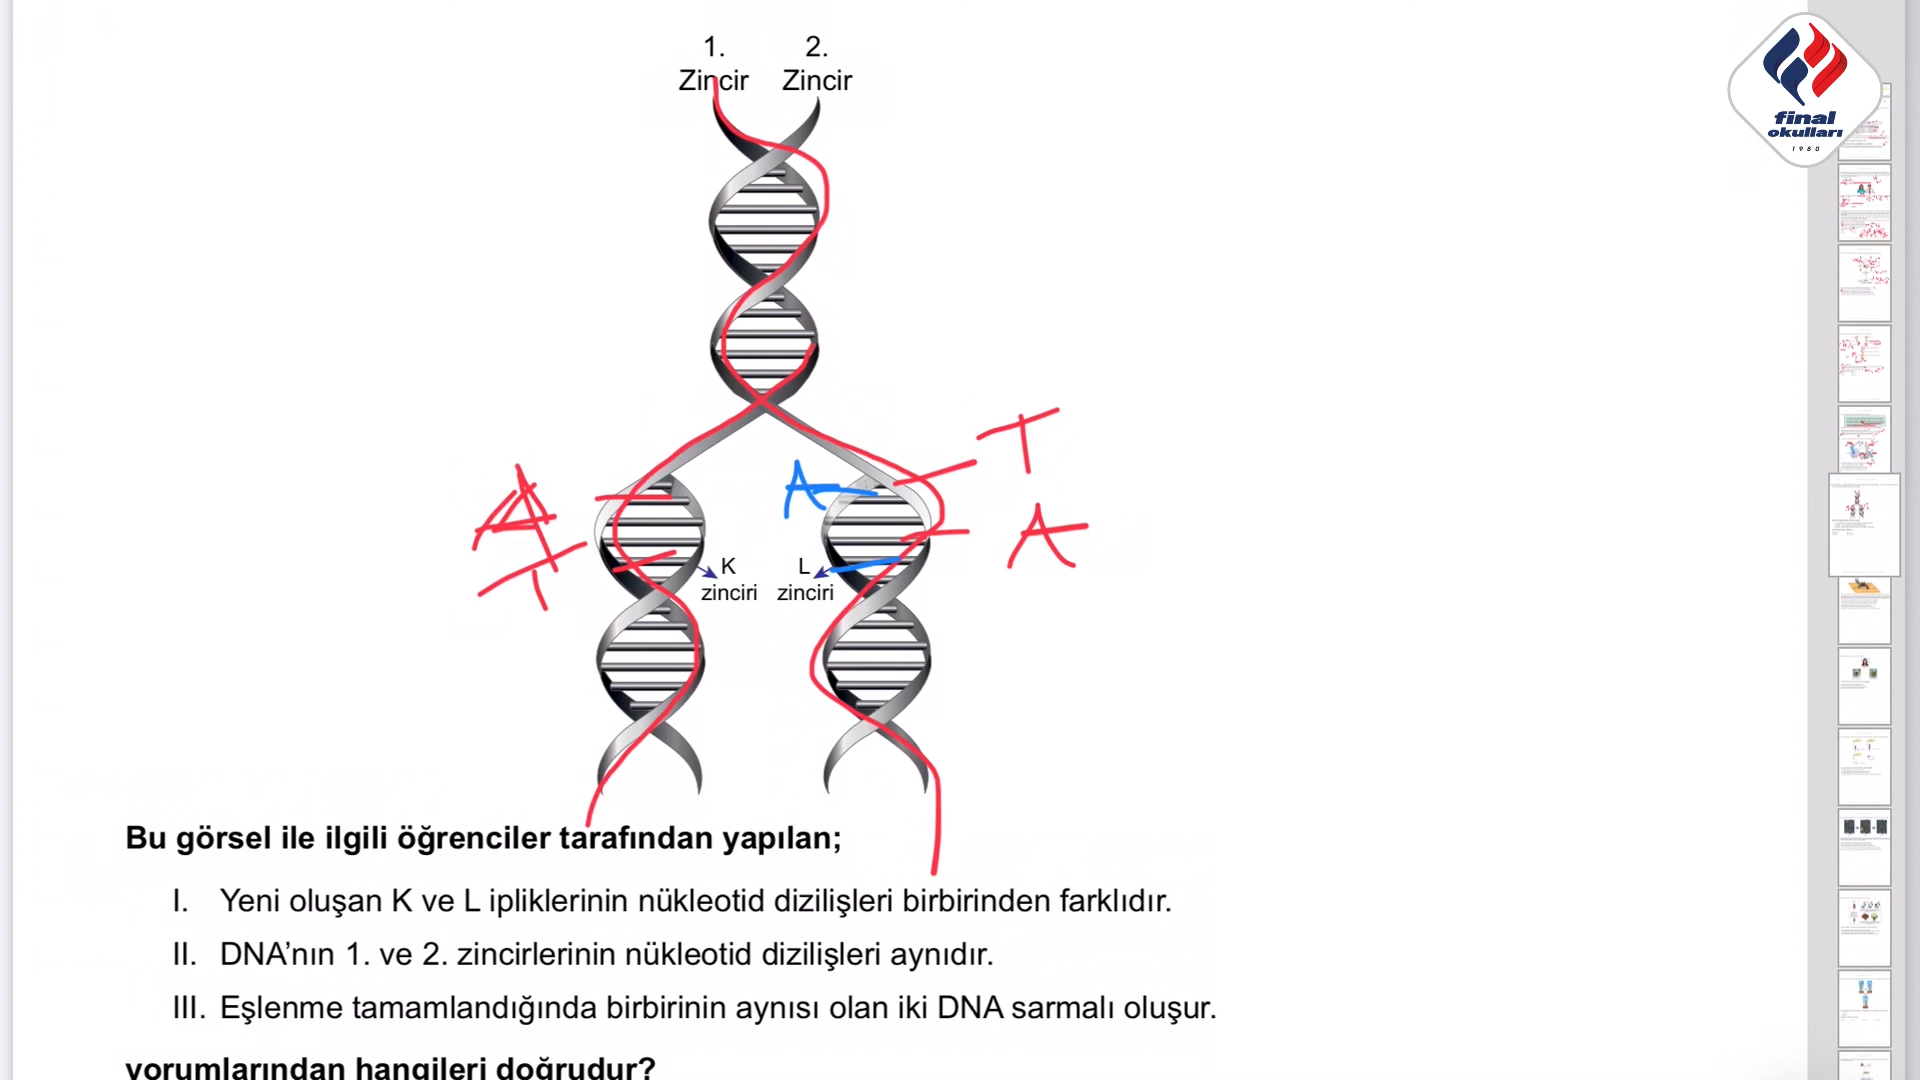 1.
Zincir
2.
Zincir
final
okulları
1980
T
A
A
T
A
K
zinciri
L
zinciri
Bu görsel ile ilgili öğrenciler tarafından yapılan;
I. Yeni oluşan K ve L ipliklerinin nükleotid dizilişleri birbirinden farklıdır.
II. DNA’nın 1. ve 2. zincirlerinin nükleotid dizilişleri aynıdır.
III. Eşlenme tamamlandığında birbirinin aynısı olan iki DNA sarmalı oluşur.
yorumlarından hangileri doğrudur?